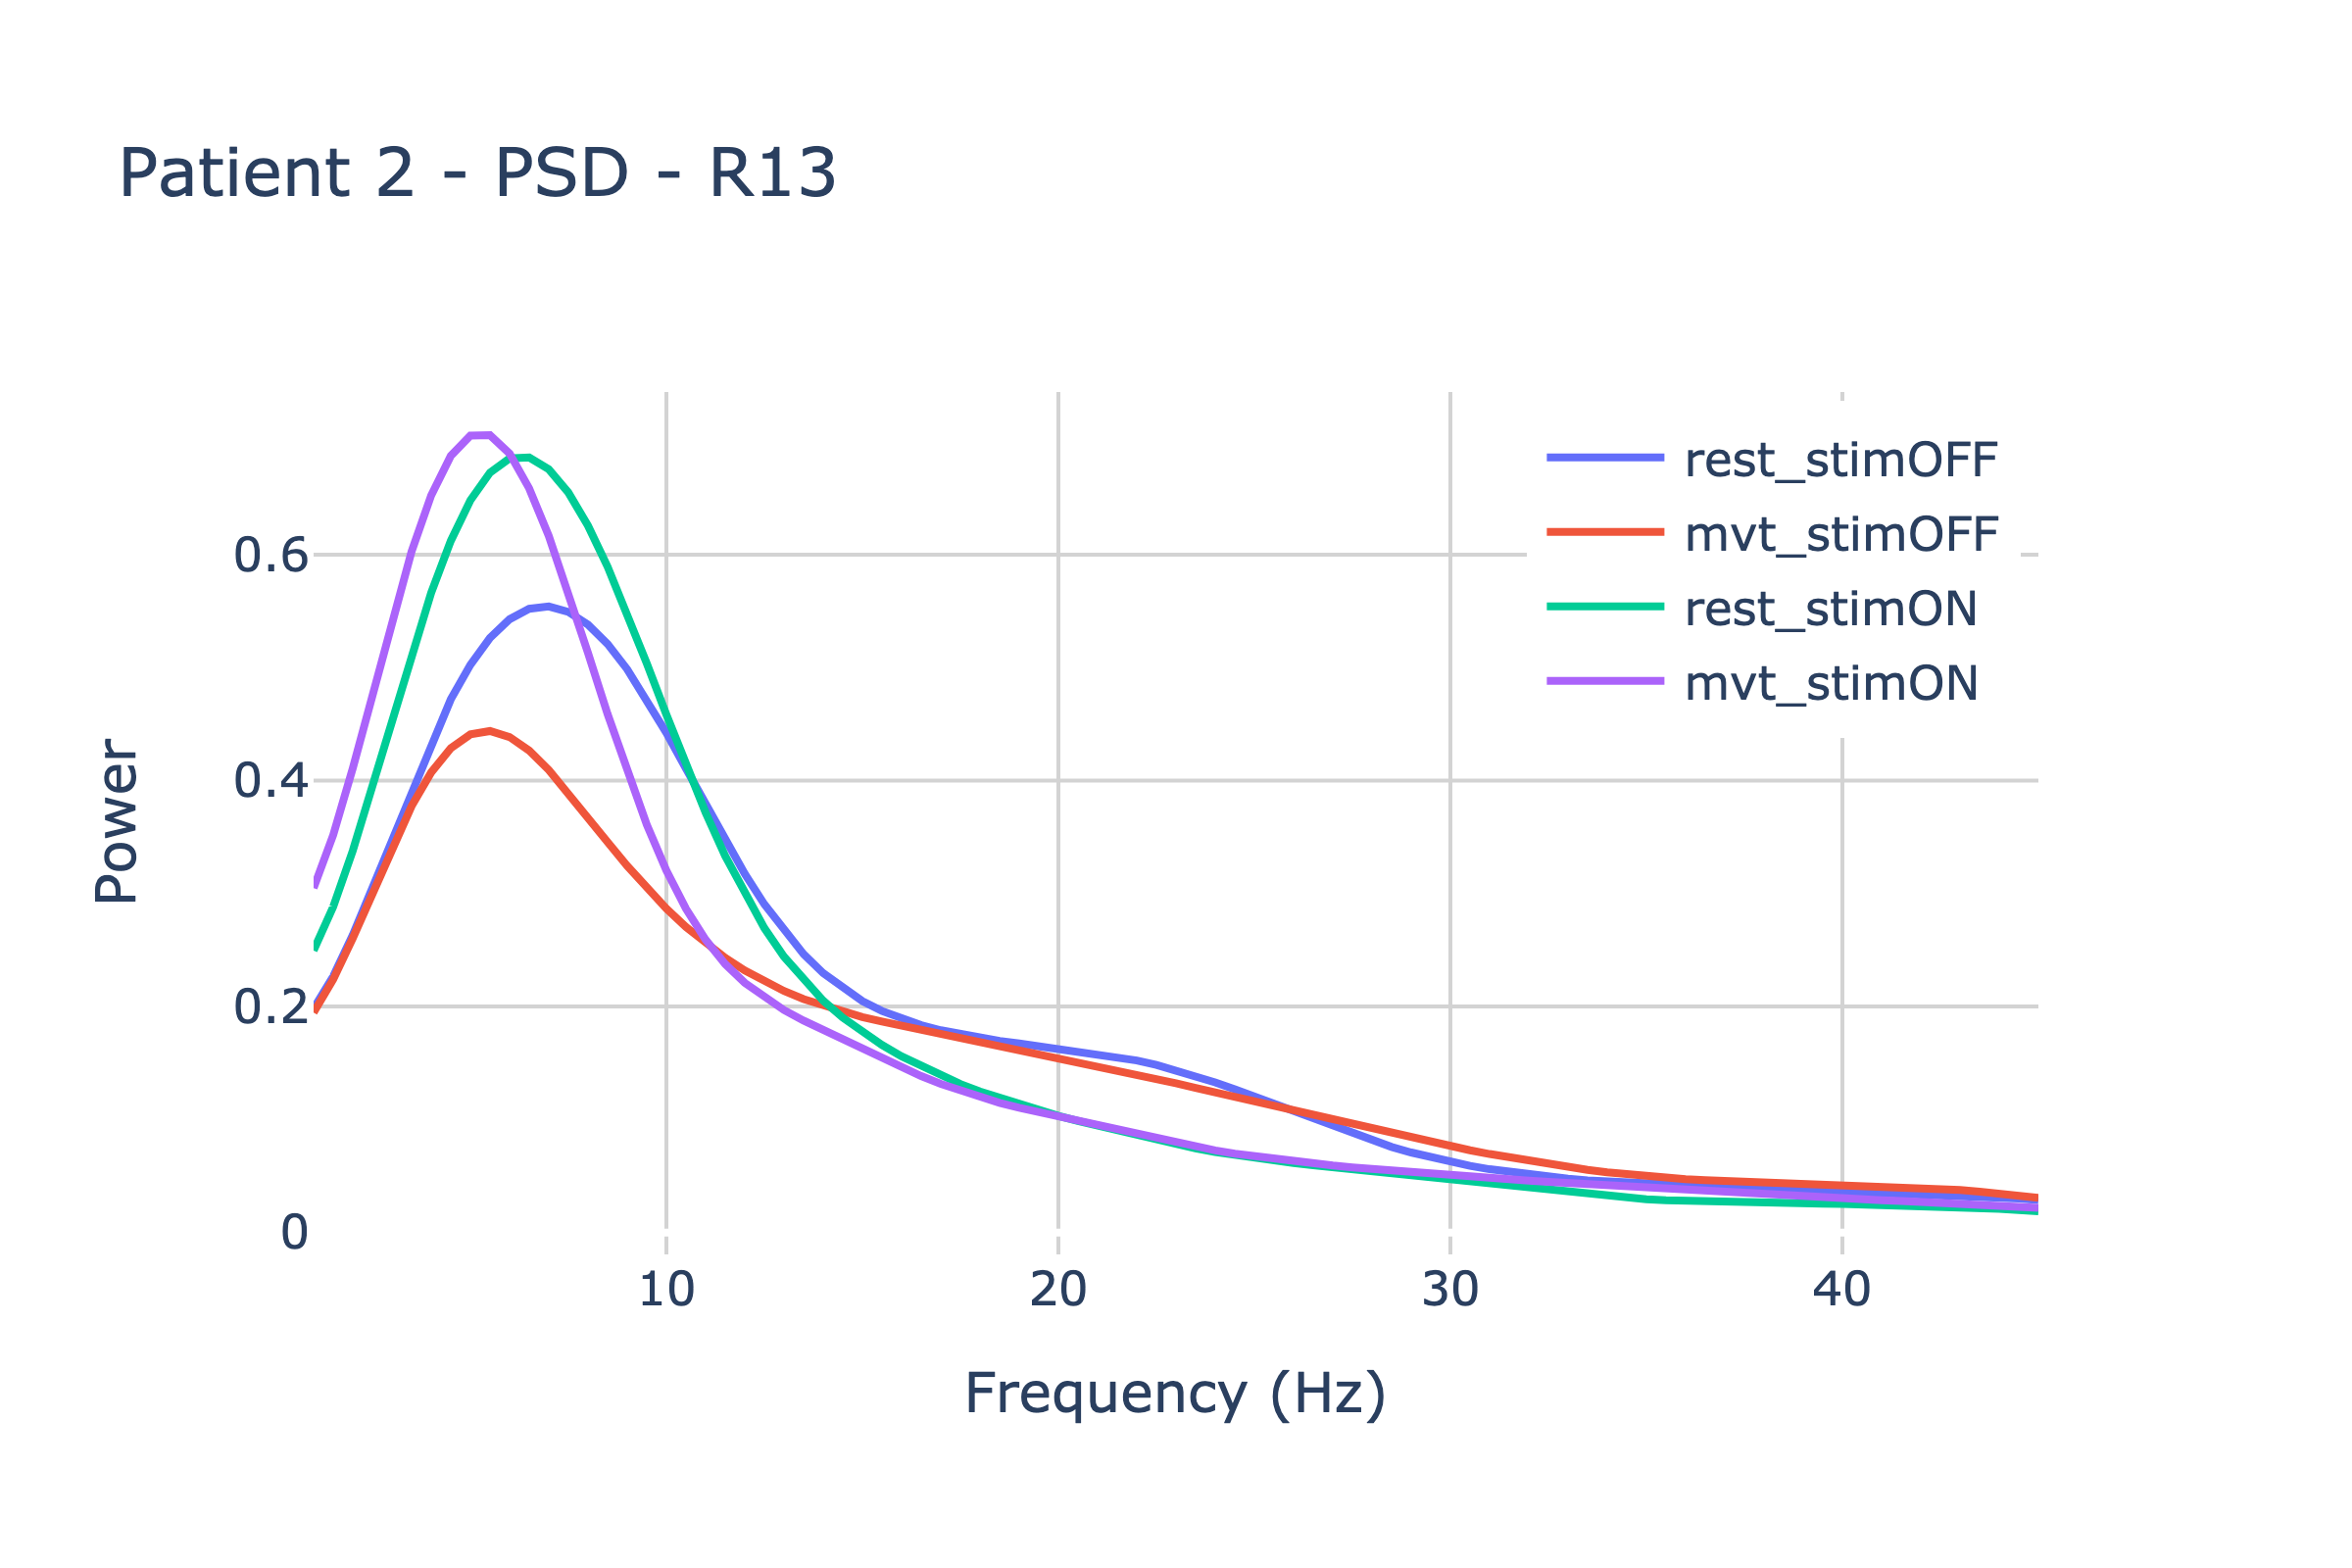 Patient 2 - PSD - R13
rest_stimOFF
mvt_stimOFF
rest_stimON
mvt_stimON
0.6
0.4
0.2
0
Power
10
20
30
40
Frequency (Hz)